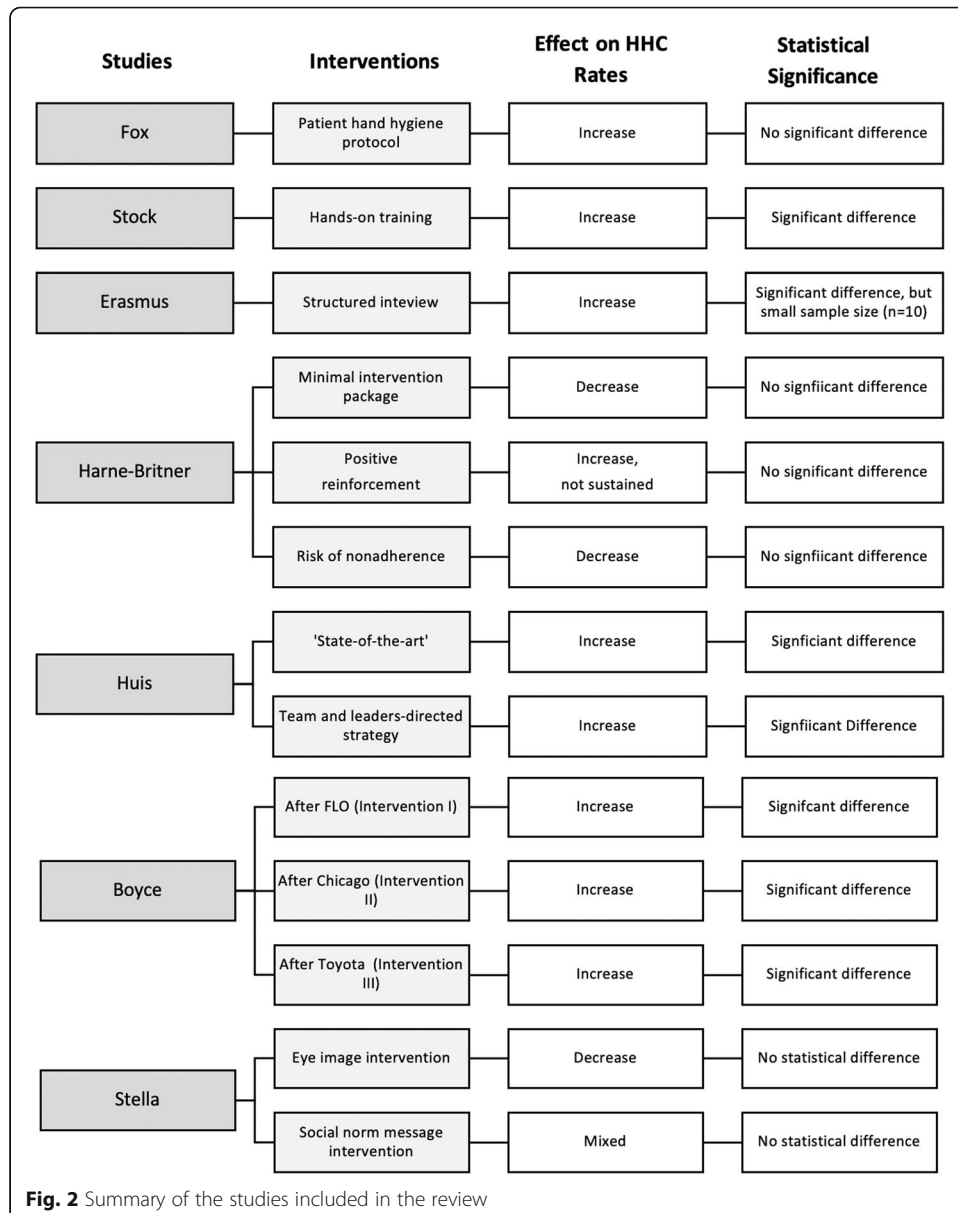 Studies
Interventions
Effect on HHC
Rates
Statistical
Significance
Fox
Patient hand hygiene
protocol
Increase
No significant difference
Stock
Hands-on training
Increase
Significant difference
Erasmus
Structured inteview
Increase
Significant difference, but
small sample size (n=10)
Harne-Britner
Minimal intervention
package
Decrease
No signfiicant difference
Positive
reinforcement
Increase,
not sustained
No significant difference
Risk of nonadherence
Decrease
No signfiicant difference
Huis
'State-of-the-art'
Increase
Signficiant difference
Team and leaders-directed
strategy
Increase
Signfiicant Difference
Boyce
After FLO (Intervention I)
Increase
Signifcant difference
After Chicago (Intervention
II)
Increase
Significant difference
After Toyota (Intervention
III)
Increase
Significant difference
Stella
Eye image intervention
Decrease
No statistical difference
Social norm message
intervention
Mixed
No statistical difference
Fig. 2 Summary of the studies included in the review